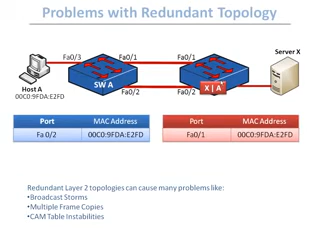 Problems with Redundant Topology
Server X
Fa0/3
Fa0/1
Fa0/1
Host A
00C0:9FDA:E2FD
SW A
Fa0/2
Fa0/2
X | A
Port MAC Address
Fa 0/2 00C0:9FDA:E2FD
Port MAC Address
Fa0/1 00C0:9FDA:E2FD
Redundant Layer 2 topologies can cause many problems like:
•Broadcast Storms
•Multiple Frame Copies
•CAM Table Instabilities